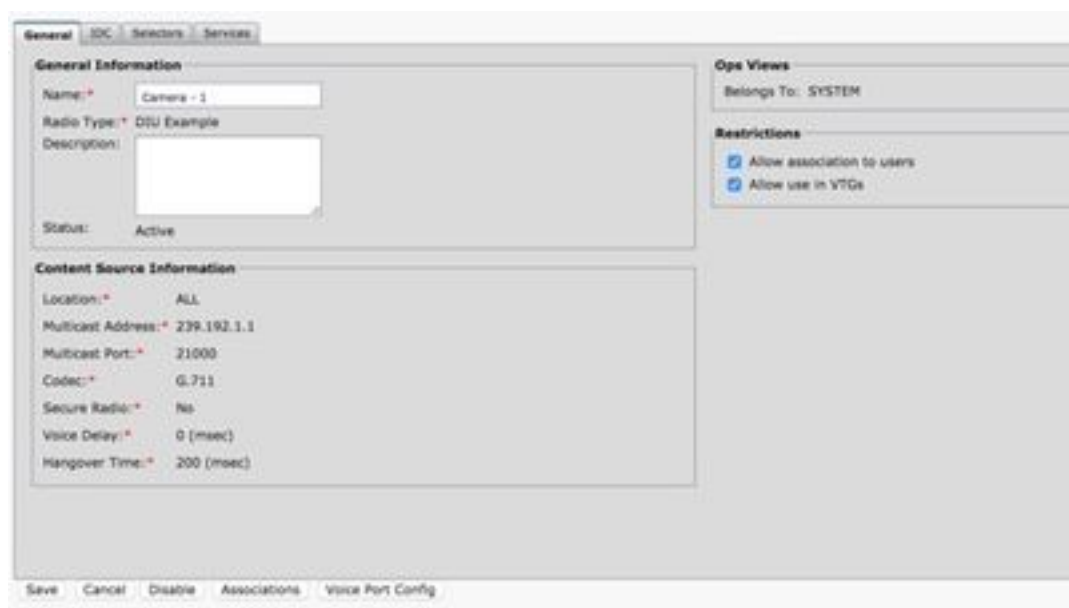 General IDC Selectors Services
General Information
Name:* Camera - 1
Radio Type:* DIU Example
Description:
Status: Active
Content Source Information
Location:* ALL
Multicast Address:* 239.192.1.1
Multicast Port:* 21000
Codec:* G.711
Secure Radio:* No
Voice Delay:* 0 (msec)
Hangover Time:* 200 (msec)
Ops Views
Belongs To: SYSTEM
Restrictions
Allow association to users
Allow use in VTGs
Save Cancel Disable Associations Voice Port Config